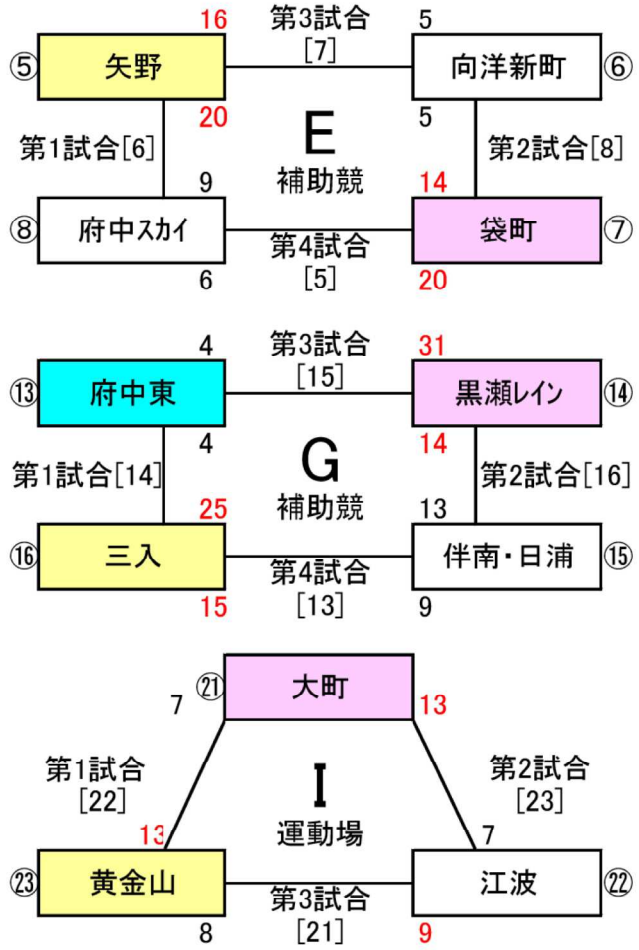 16 第3試合 5
⑤ 矢野 [7] 向洋新町 ⑥
20 E 5
第1試合[6] 第2試合[8]
9 補助競 14
⑧ 府中スカイ 第4試合 袋町 ⑦
6 [5] 20
4 第3試合 31
⑬ 府中東 [15] 黒瀬レイン ⑭
4 G 14
第1試合[14] 第2試合[16]
25 補助競 13
⑯ 三入 第4試合 伴南・日浦 ⑮
15 [13] 9
7 ㉑ 大町 13
第1試合 I 第2試合
[22] [23]
13 運動場 7
㉓ 黄金山 第3試合 江波 ㉒
8 [21] 9